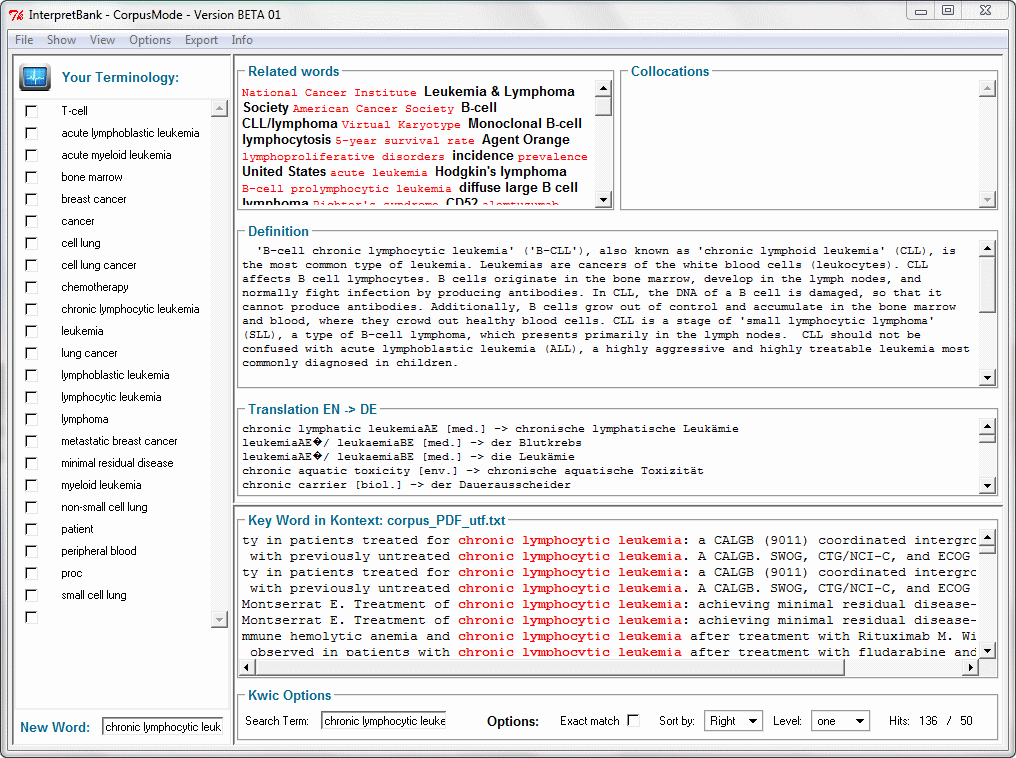 InterpretBank - CorpusMode - Version BETA 01
File Show View Options Export Info
Your Terminology:
T-cell
acute lymphoblastic leukemia
acute myeloid leukemia
bone marrow
breast cancer
cancer
cell lung
cell lung cancer
chemotherapy
chronic lymphocytic leukemia
leukemia
lung cancer
lymphoblastic leukemia
lymphocytic leukemia
lymphoma
metastatic breast cancer
minimal residual disease
myeloid leukemia
non-small cell lung
patient
peripheral blood
proc
small cell lung
New Word: chronic lymphocytic leuk
Related words
National Cancer Institute Leukemia & Lymphoma
Society American Cancer Society B-cell
CLL/lymphoma Virtual Karyotype Monoclonal B-cell
lymphocytosis 5-year survival rate Agent Orange
lymphoproliferative disorders incidence prevalence
United States acute leukemia Hodgkin's lymphoma
B-cell prolymphocytic leukemia diffuse large B cell
lymphoma Richter's syndrome CD52 alemtuzumab
Collocations
Definition
'B-cell chronic lymphocytic leukemia' ('B-CLL'), also known as 'chronic lymphoid leukemia' (CLL), is
the most common type of leukemia. Leukemias are cancers of the white blood cells (leukocytes). CLL
affects B cell lymphocytes. B cells originate in the bone marrow, develop in the lymph nodes, and
normally fight infection by producing antibodies. In CLL, the DNA of a B cell is damaged, so that it
cannot produce antibodies. Additionally, B cells grow out of control and accumulate in the bone marrow
and blood, where they crowd out healthy blood cells. CLL is a stage of 'small lymphocytic lymphoma'
(SLL), a type of B-cell lymphoma, which presents primarily in the lymph nodes. CLL should not be
confused with acute lymphoblastic leukemia (ALL), a highly aggressive and highly treatable leukemia most
commonly diagnosed in children.
Translation EN -> DE
chronic lymphatic leukemiaAE [med.] -> chronische lymphatische Leukämie
leukemiaAE�/ leukaemiaBE [med.] -> der Blutkrebs
leukemiaAE�/ leukaemiaBE [med.] -> die Leukämie
chronic aquatic toxicity [env.] -> chronische aquatische Toxizität
chronic carrier [biol.] -> der Dauerausscheider
Key Word in Kontext: corpus_PDF_utf.txt
ty in patients treated for chronic lymphocytic leukemia: a CALGB (9011) coordinated intergro
with previously untreated chronic lymphocytic leukemia. A CALGB. SWOG, CTG/NCI-C, and ECOG
ty in patients treated for chronic lymphocytic leukemia: a CALGB (9011) coordinated intergro
with previously untreated chronic lymphocytic leukemia. A CALGB. SWOG, CTG/NCI-C, and ECOG
Montserrat E. Treatment of chronic lymphocytic leukemia: achieving minimal residual disease-
Montserrat E. Treatment of chronic lymphocytic leukemia: achieving minimal residual disease-
mmune hemolytic anemia and chronic lymphocytic leukemia after treatment with Rituximab M. Wi
observed in patients with chronic lymphocytic leukemia after treatment with fludarabine and
Kwic Options
Search Term: chronic lymphocytic leuke Options: Exact match Sort by: Right Level: one Hits: 136 / 50